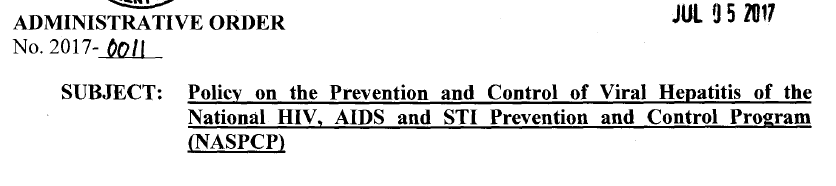 JUL 05 2017
ADMINISTRATIVE ORDER
No. 2017- 0011
SUBJECT: Policy on the Prevention and Control of Viral Hepatitis of the
National HIV, AIDS and STI Prevention and Control Program
(NASPCP)